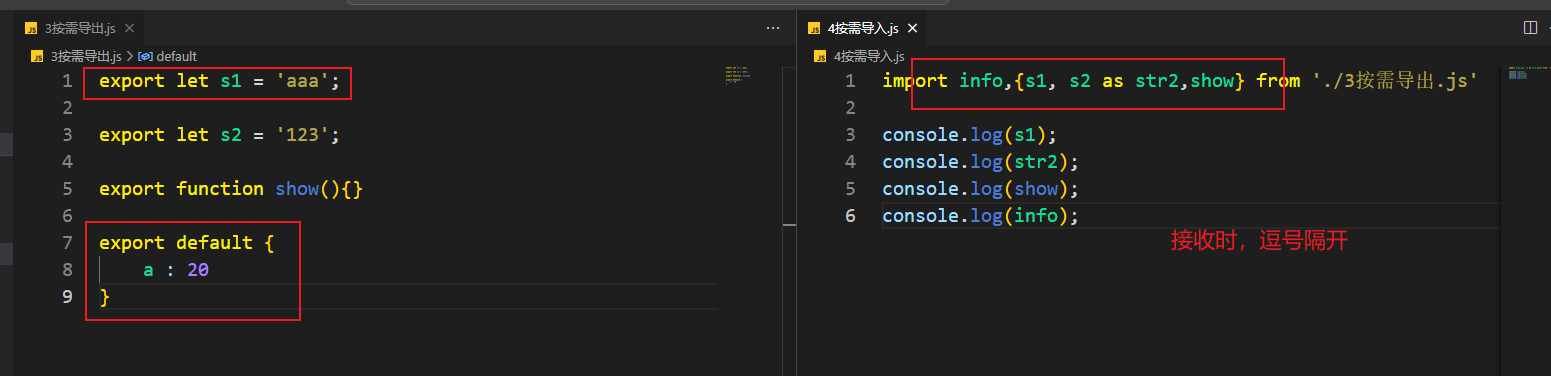 JS 3按需导出.js ×
JS 3按需导出.js > default
1 export let s1 = 'aaa';
2
3 export let s2 = '123';
4
5 export function show(){}
6
7 export default {
8 a : 20
9 }
JS 4按需导入.js ×
JS 4按需导入.js
1 import info,{s1, s2 as str2,show} from './3按需导出.js'
2
3 console.log(s1);
4 console.log(str2);
5 console.log(show);
6 console.log(info);
接收时，逗号隔开